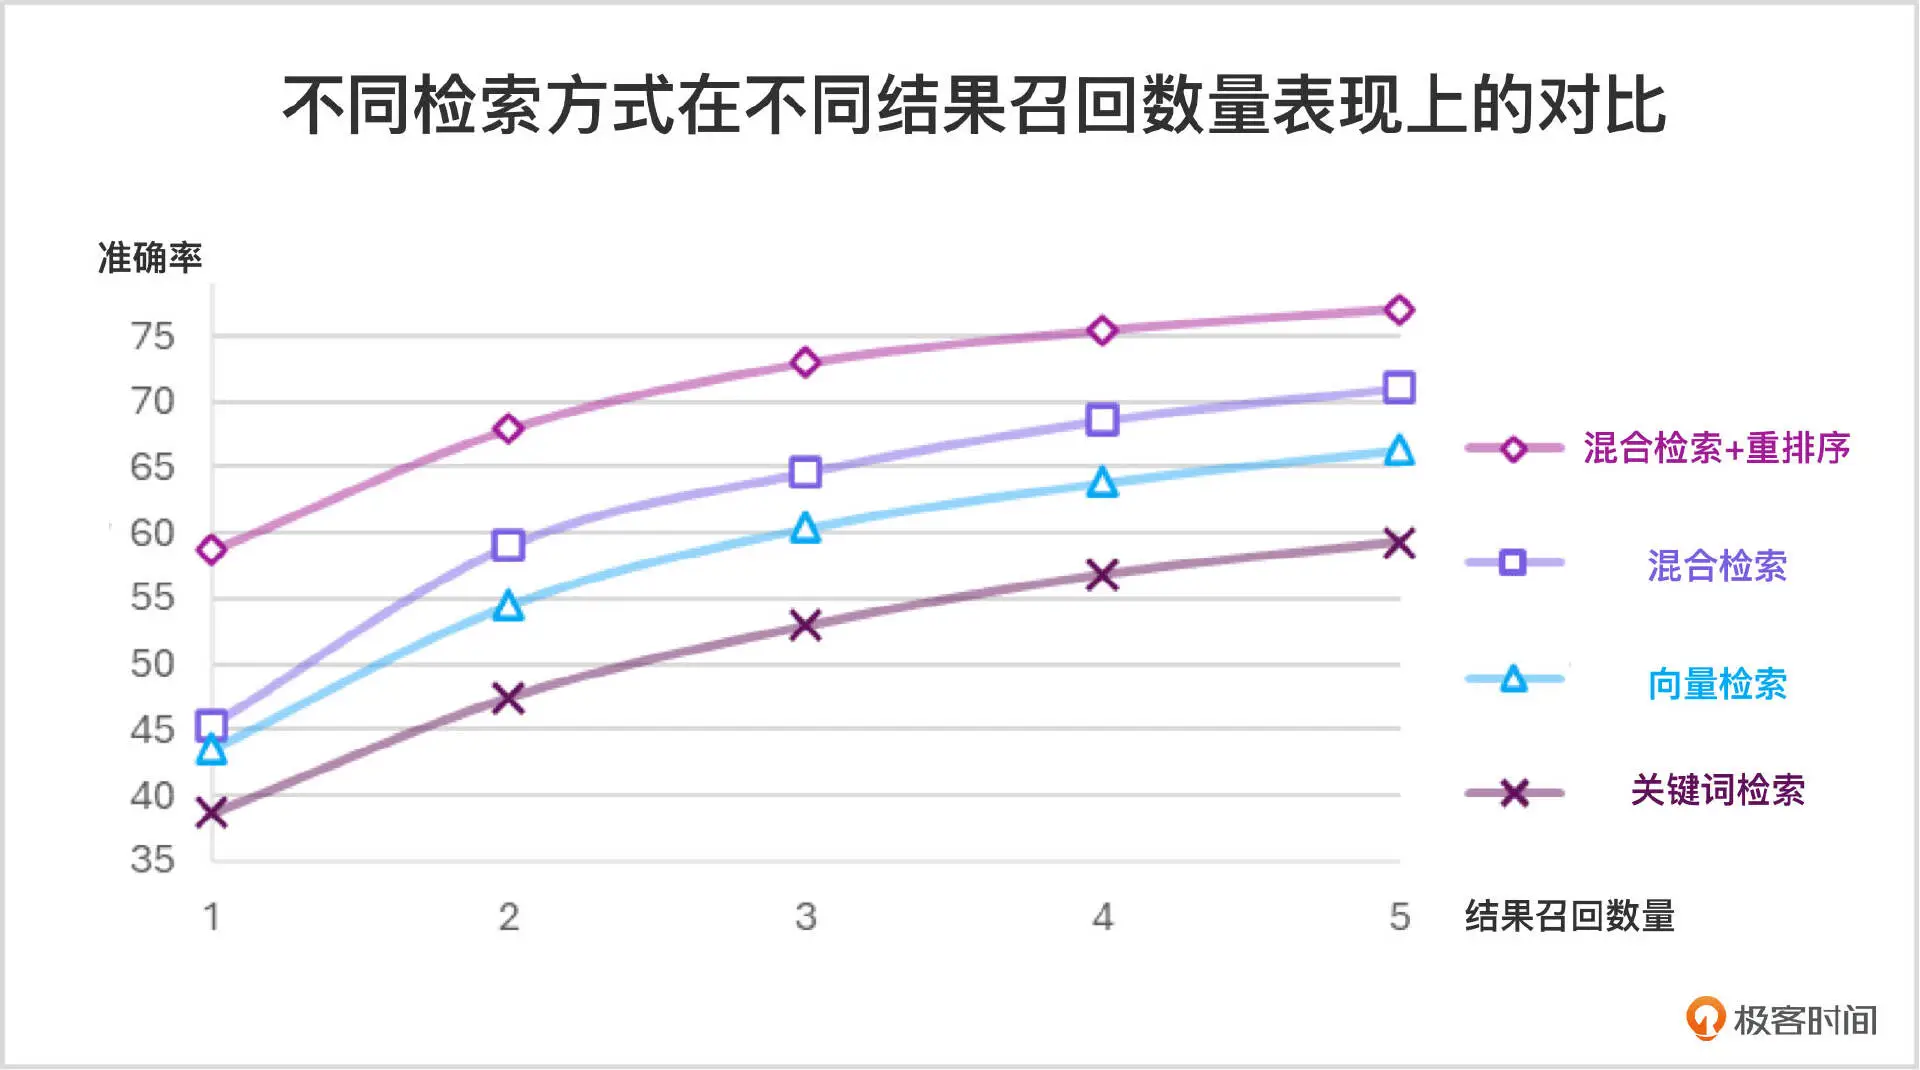 不同检索方式在不同结果召回数量表现上的对比
准确率
75
70
65
60
55
50
45
40
35
1 2 3 4 5 结果召回数量
混合检索+重排序
混合检索
向量检索
关键词检索
极客时间